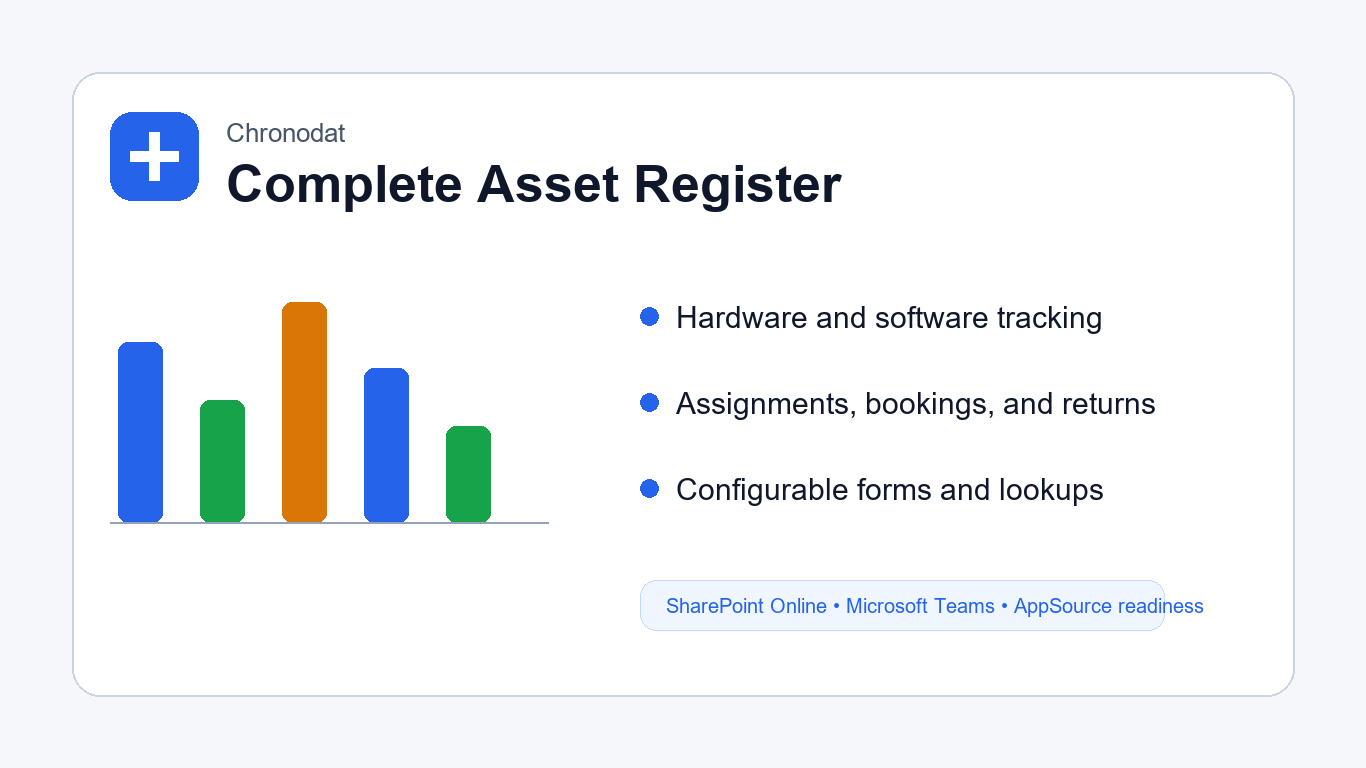 Chronodat
Complete Asset Register
Hardware and software tracking
Assignments, bookings, and returns
Configurable forms and lookups
SharePoint Online • Microsoft Teams • AppSource readiness